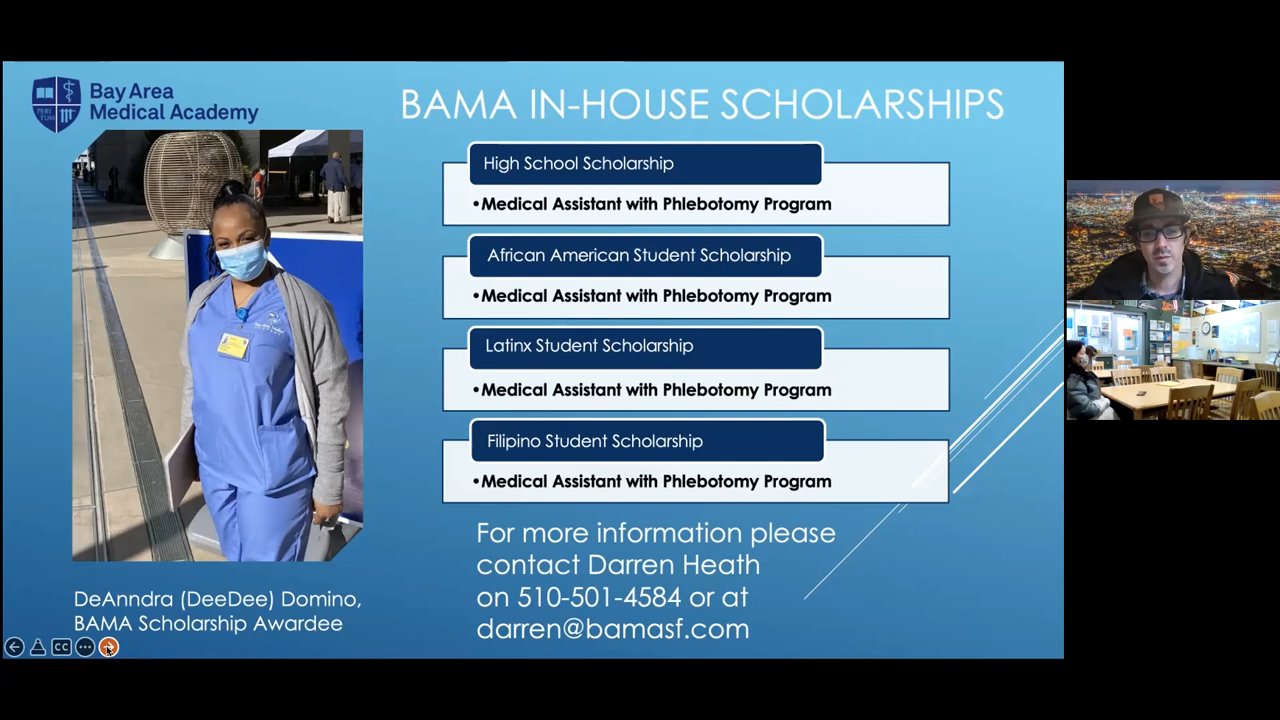 Bay Area
Medical Academy
PERI
TUM
BAMA IN-HOUSE SCHOLARSHIPS
High School Scholarship
•Medical Assistant with Phlebotomy Program
African American Student Scholarship
•Medical Assistant with Phlebotomy Program
Latinx Student Scholarship
•Medical Assistant with Phlebotomy Program
Filipino Student Scholarship
•Medical Assistant with Phlebotomy Program
For more information please
contact Darren Heath
on 510-501-4584 or at
darren@bamasf.com
DeAnndra (DeeDee) Domino,
BAMA Scholarship Awardee
CC